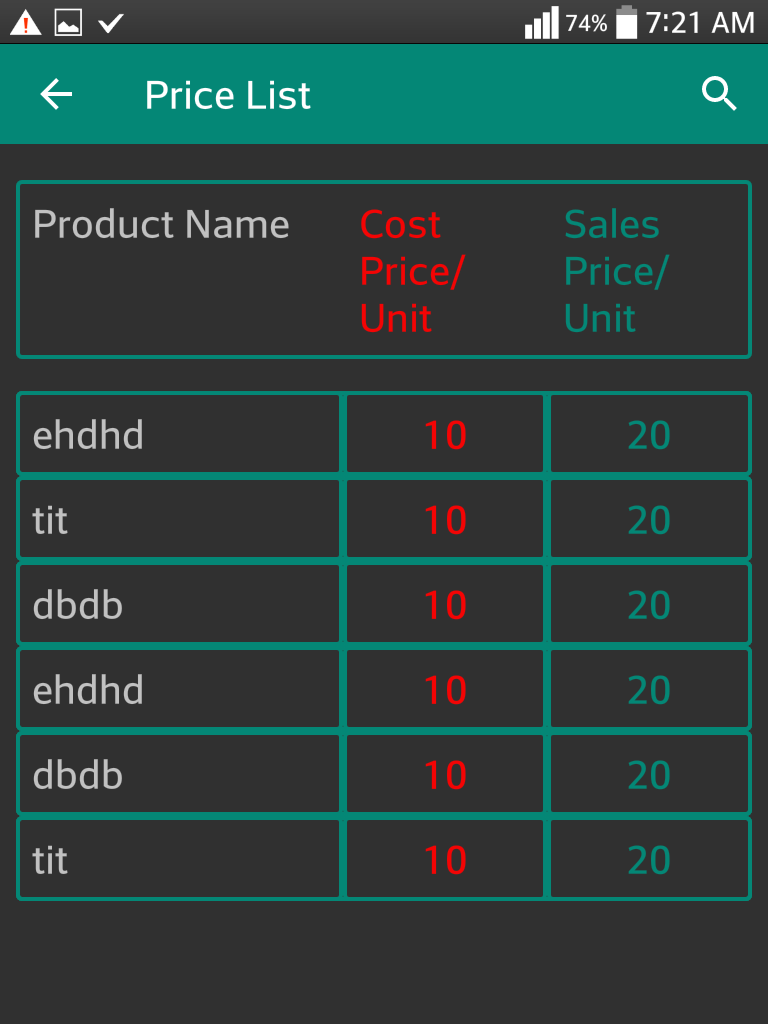 74% 7:21 AM
Price List
Product Name Cost Price/ Unit Sales Price/ Unit
ehdhd 10 20
tit 10 20
dbdb 10 20
ehdhd 10 20
dbdb 10 20
tit 10 20